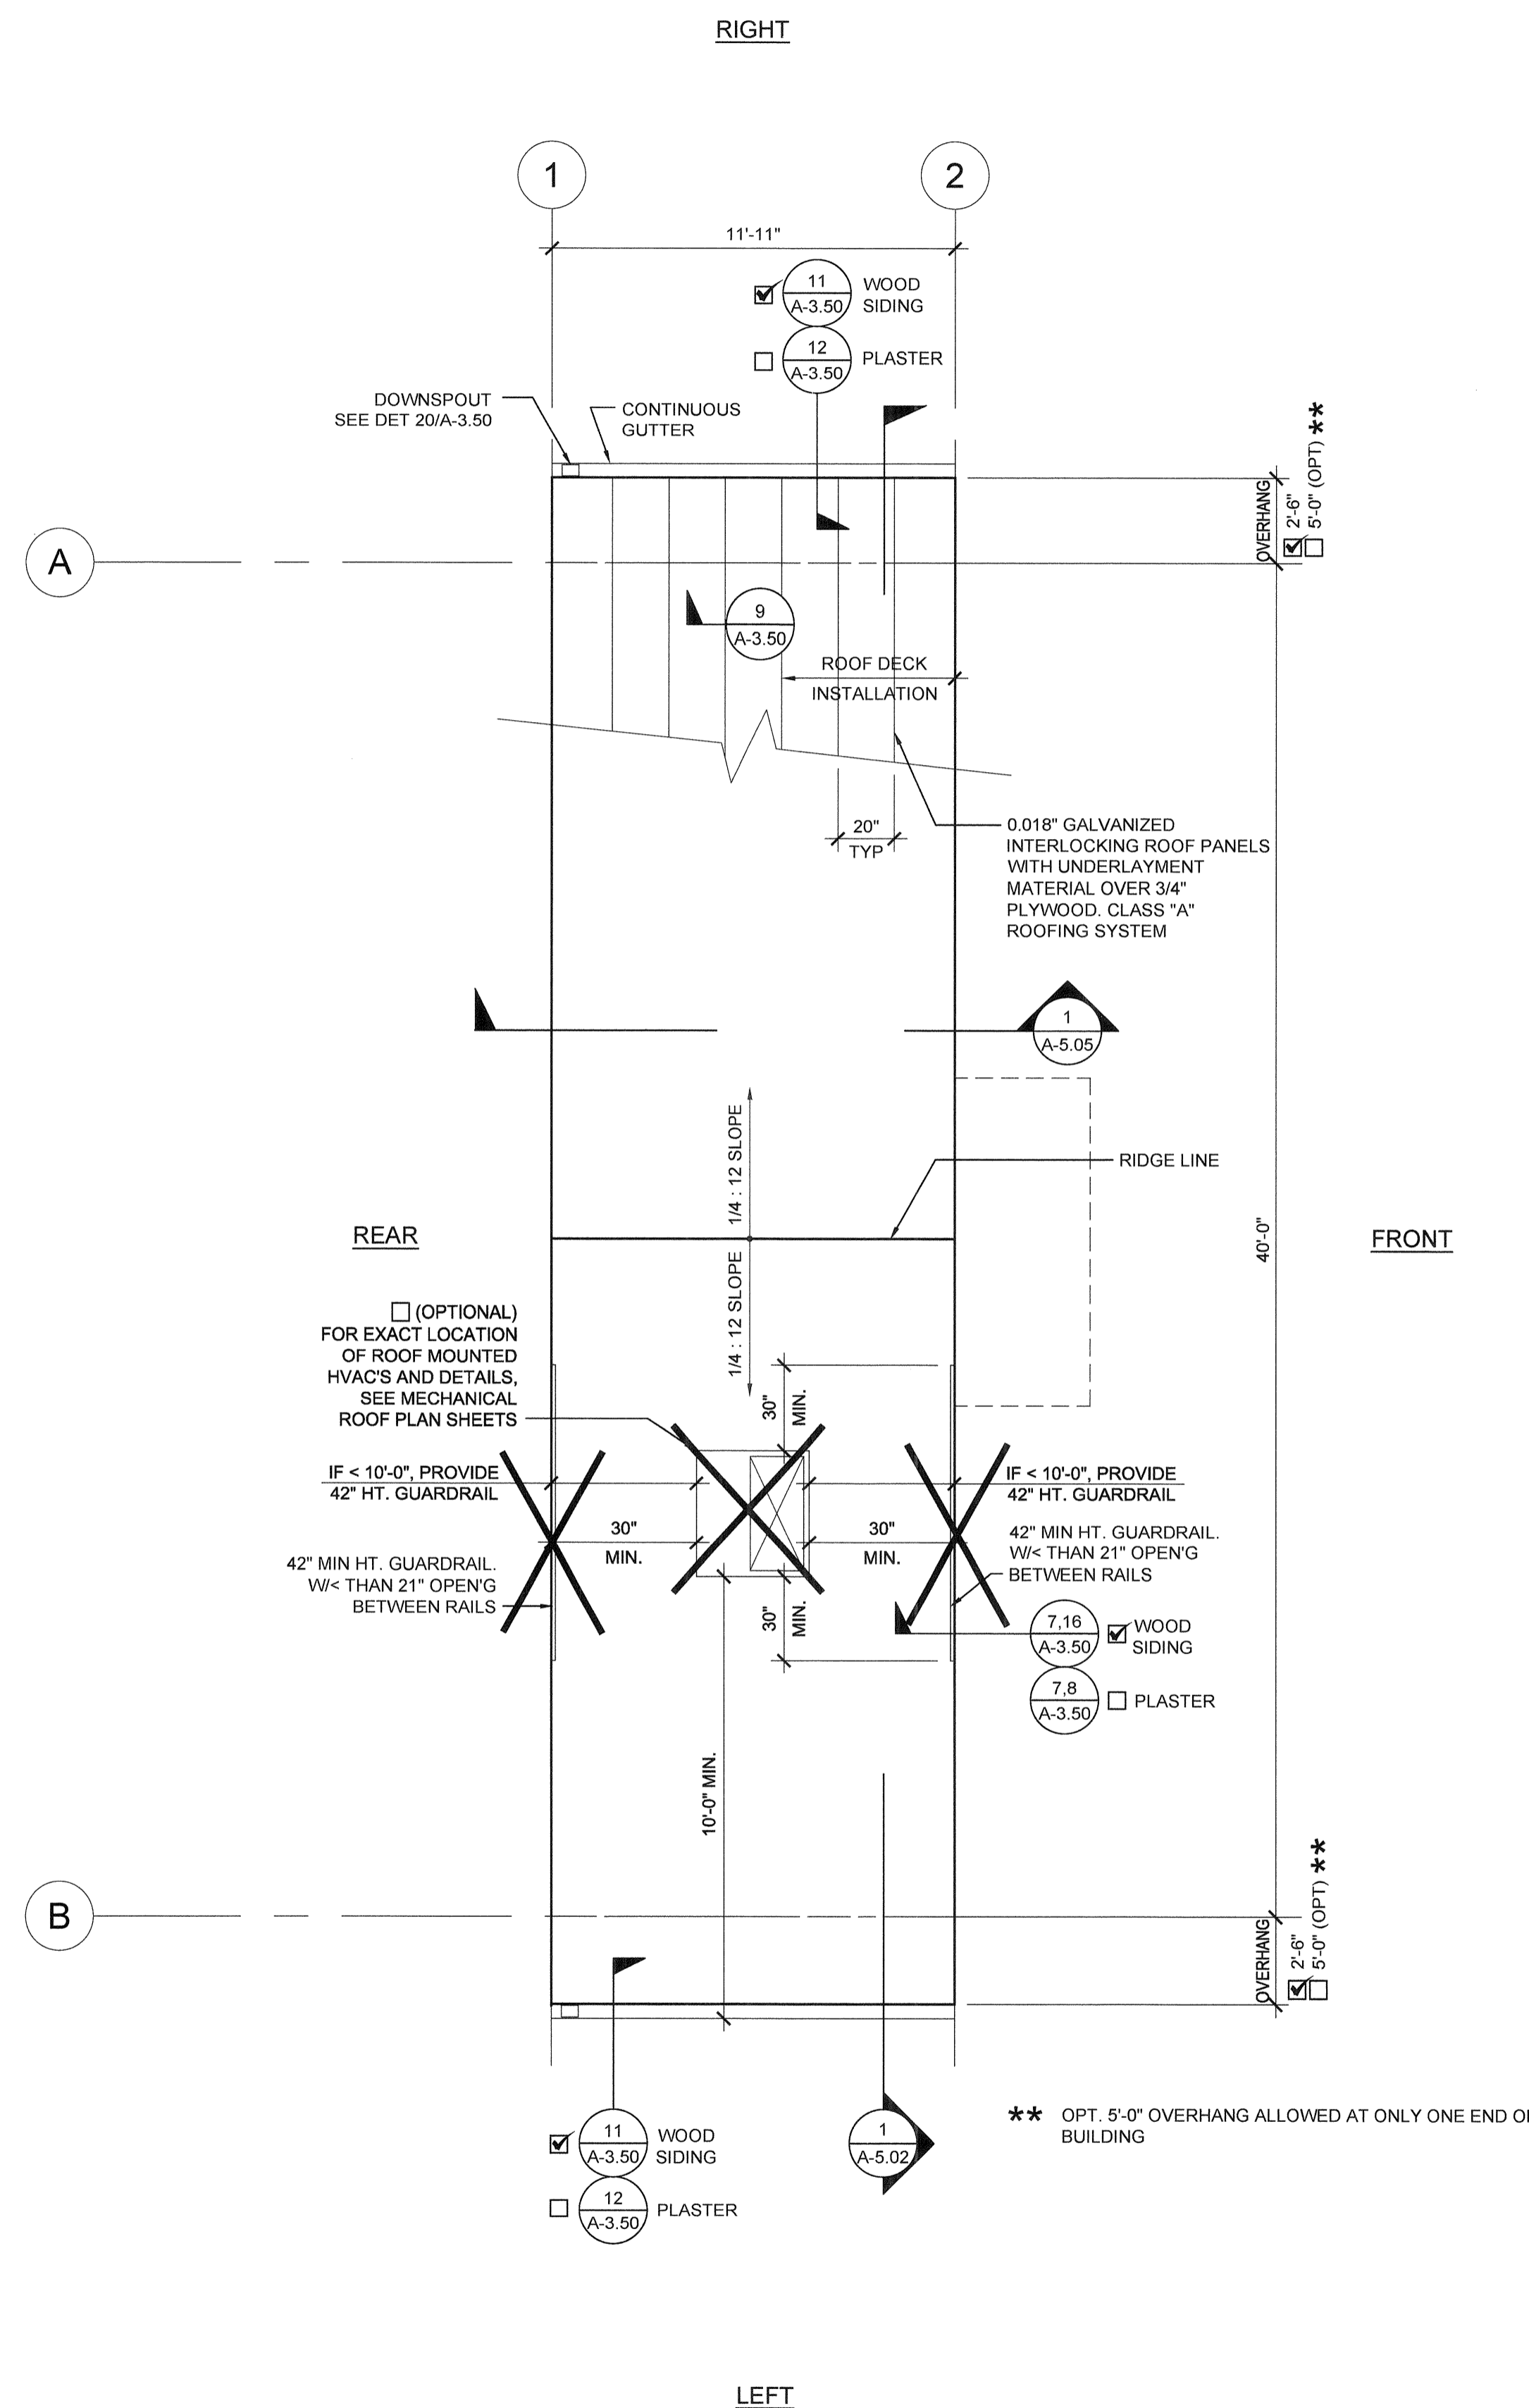 RIGHT
1
2
11'-11"
11
A-3.50
WOOD
SIDING
12
A-3.50
PLASTER
DOWNSPOUT
SEE DET 20/A-3.50
CONTINUOUS
GUTTER
OVERHANG
2'-6"
5'-0" (OPT) **
A
9
A-3.50
ROOF DECK
INSTALLATION
20"
TYP
0.018" GALVANIZED
INTERLOCKING ROOF PANELS
WITH UNDERLAYMENT
MATERIAL OVER 3/4"
PLYWOOD. CLASS "A"
ROOFING SYSTEM
1
A-5.05
1/4 : 12 SLOPE
RIDGE LINE
REAR
40'-0"
FRONT
1/4 : 12 SLOPE
(OPTIONAL)
FOR EXACT LOCATION
OF ROOF MOUNTED
HVAC'S AND DETAILS,
SEE MECHANICAL
ROOF PLAN SHEETS
30"
MIN.
IF < 10'-0", PROVIDE
42" HT. GUARDRAIL
IF < 10'-0", PROVIDE
42" HT. GUARDRAIL
30"
MIN.
30"
MIN.
42" MIN HT. GUARDRAIL.
W/< THAN 21" OPEN'G
BETWEEN RAILS
42" MIN HT. GUARDRAIL.
W/< THAN 21" OPEN'G
BETWEEN RAILS
30"
MIN.
7,16
A-3.50
WOOD
SIDING
7,8
A-3.50
PLASTER
10'-0" MIN.
B
OVERHANG
2'-6"
5'-0" (OPT) **
11
A-3.50
WOOD
SIDING
12
A-3.50
PLASTER
1
A-5.02
** OPT. 5'-0" OVERHANG ALLOWED AT ONLY ONE END
BUILDING
LEFT